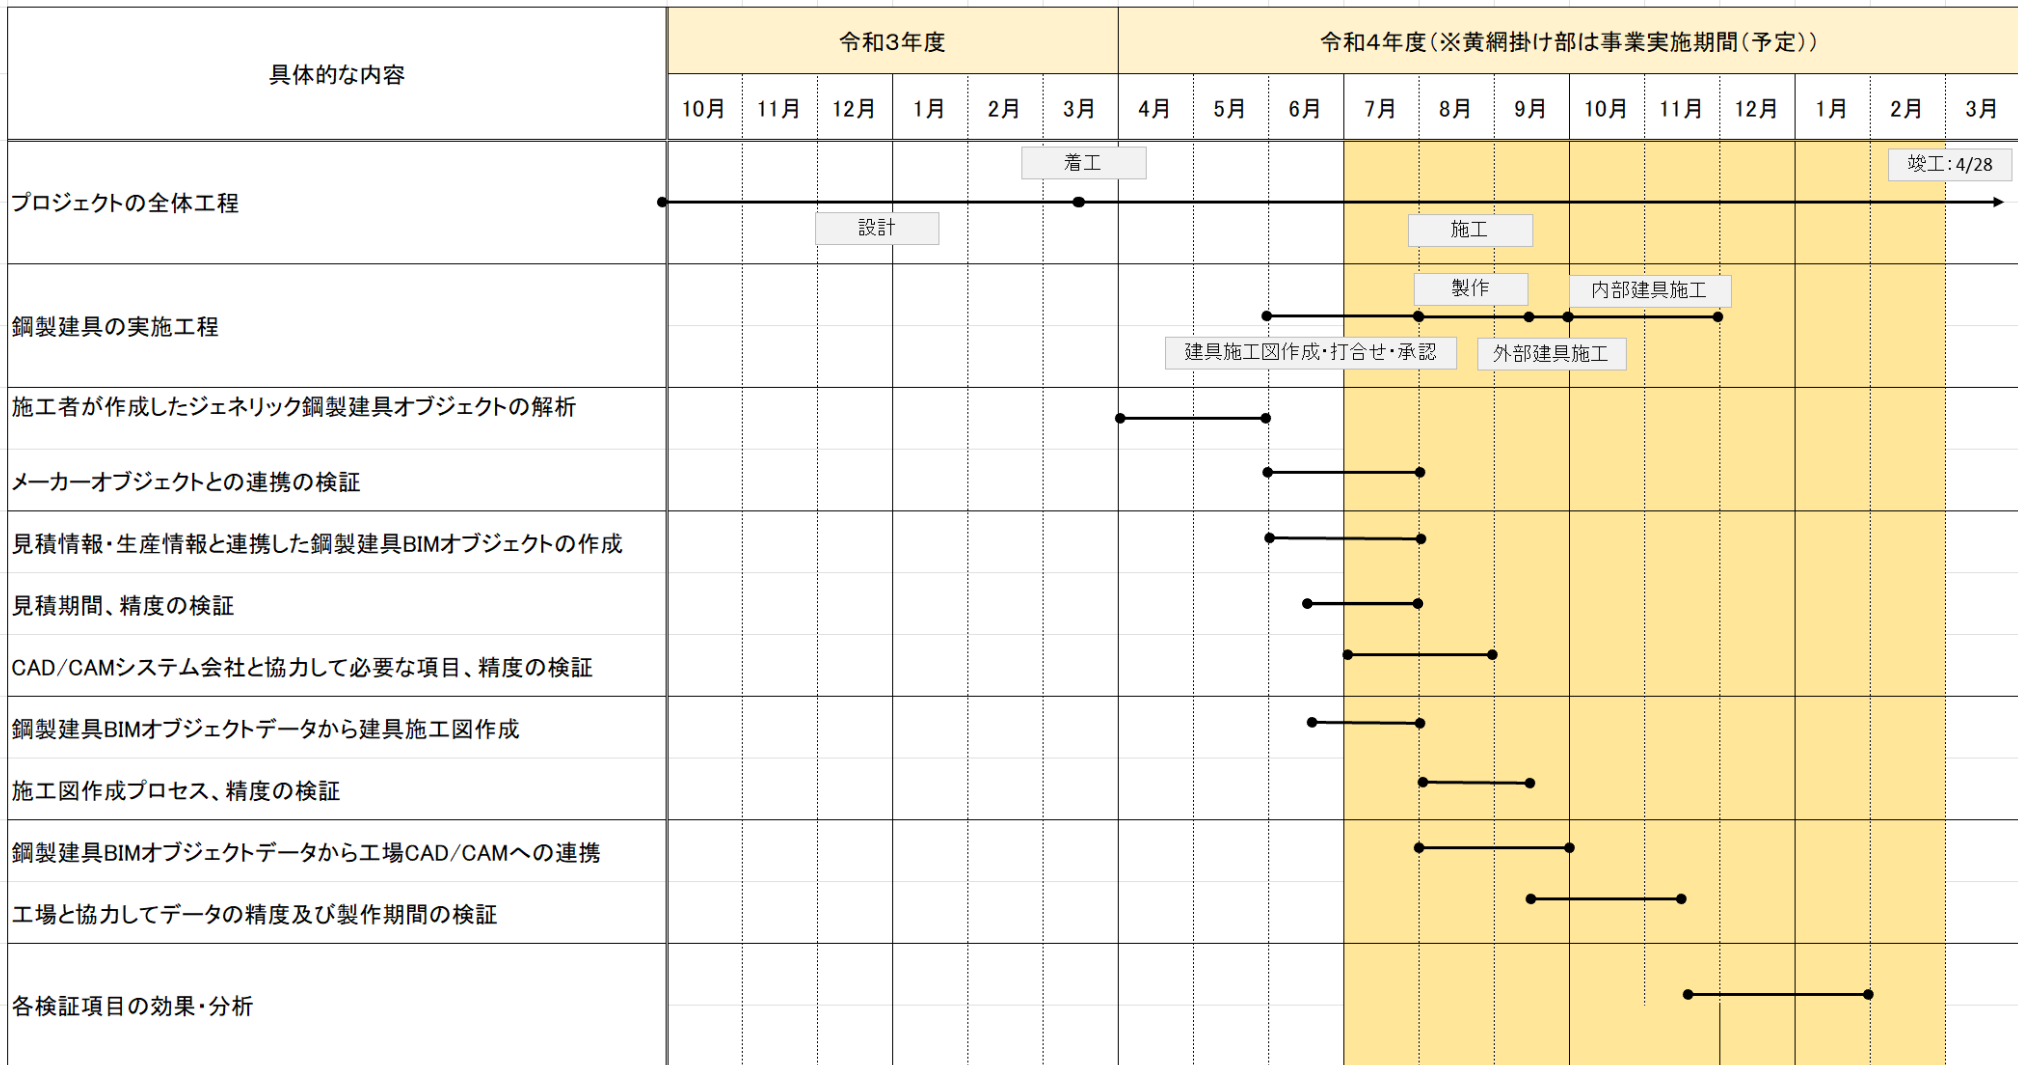 具体的な内容
令和3年度
令和4年度(※黄網掛け部は事業実施期間(予定))
10月 11月 12月 1月 2月 3月 4月 5月 6月 7月 8月 9月 10月 11月 12月 1月 2月 3月
着工
竣工:4/28
プロジェクトの全体工程
設計
施工
製作
内部建具施工
鋼製建具の実施工程
建具施工図作成・打合せ・承認
外部建具施工
施工者が作成したジェネリック鋼製建具オブジェクトの解析
メーカーオブジェクトとの連携の検証
見積情報・生産情報と連携した鋼製建具BIMオブジェクトの作成
見積期間、精度の検証
CAD/CAMシステム会社と協力して必要な項目、精度の検証
鋼製建具BIMオブジェクトデータから建具施工図作成
施工図作成プロセス、精度の検証
鋼製建具BIMオブジェクトデータから工場CAD/CAMへの連携
工場と協力してデータの精度及び製作期間の検証
各検証項目の効果・分析